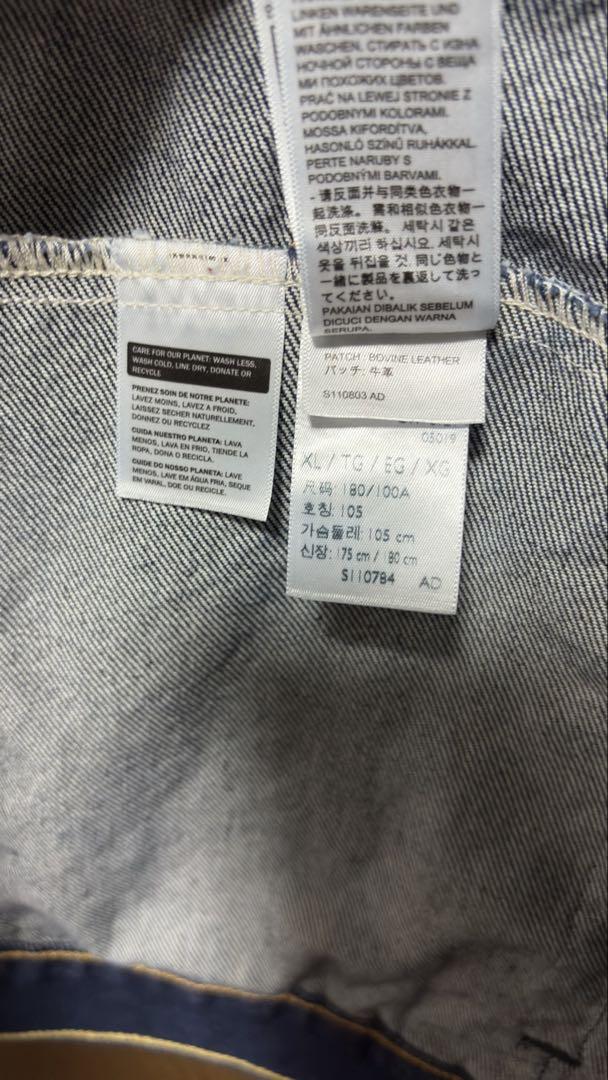 LINKEN WARENSEITE UND
MIT ÄHNLICHEN FARBEN
WASCHEN. СТИРАТЬ С ИЗНА
НОЧНОЙ СТОРОНЫ С ВЕЩА
МИ ПОХОЖИХ ЦВЕТОВ.
PRAĆ NA LEWEJ STRONIE Z
PODOBNYMI KOLORAMI.
MOSSA KIFORDÍTVA,
HASONLÓ SZÍNŰ RUHÁKKAL.
PERTE NARUBY S
PODOBNÝMI BARVAMI.
- 请反面并与同类色衣物一
起洗涤。需和相似色衣物一
同反面洗滌。세탁시 같은
색상끼리 하십시요. 세탁시
옷을 뒤집을 것. 同じ色物と
一緒に製品を裏返して洗っ
てください。
PAKAIAN DIBALIK SEBELUM
DICUCI DENGAN WARNA
SERUPA.
PATCH : BOVINE LEATHER
パッチ: 牛革
S110803 AD
05019
XL / TG / EG / XG
尺码: 180/100A
호칭: 105
가슴둘레: 105 cm
신장: 175 cm / 180 cm
S110784 AD
CARE FOR OUR PLANET: WASH LESS,
WASH COLD, LINE DRY, DONATE OR
RECYCLE
PRENEZ SOIN DE NOTRE PLANETE:
LAVEZ MOINS, LAVEZ A FROID,
LAISSEZ SECHER NATURELLEMENT,
DONNEZ OU RECYCLEZ
CUIDA NUESTRO PLANETA: LAVA
MENOS, LAVA EN FRIO, TIENDE LA
ROPA, DONA O RECICLA.
CUIDE DO NOSSO PLANETA: LAVE
MENOS, LAVE EM ÁGUA FRIA, SEQUE
EM VARAL, DOE OU RECICLE.